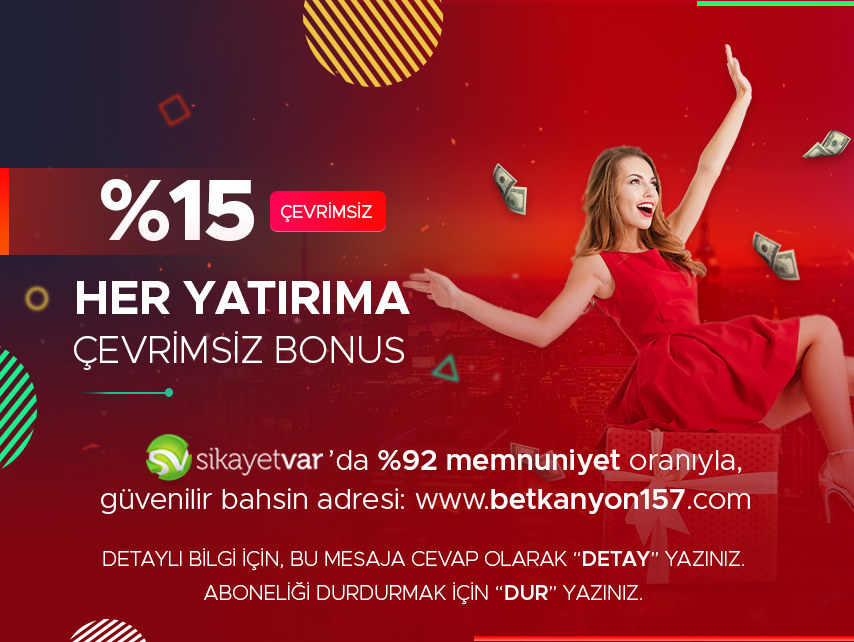 %15 ÇEVRİMSİZ
HER YATIRIMA
ÇEVRİMSİZ BONUS
SV sikayetvar 'da %92 memnuniyet oranıyla,
güvenilir bahsin adresi: www.betkanyon157.com
DETAYLI BİLGİ İÇİN, BU MESAJA CEVAP OLARAK “DETAY” YAZINIZ.
ABONELİĞİ DURDURMAK İÇİN “DUR” YAZINIZ.